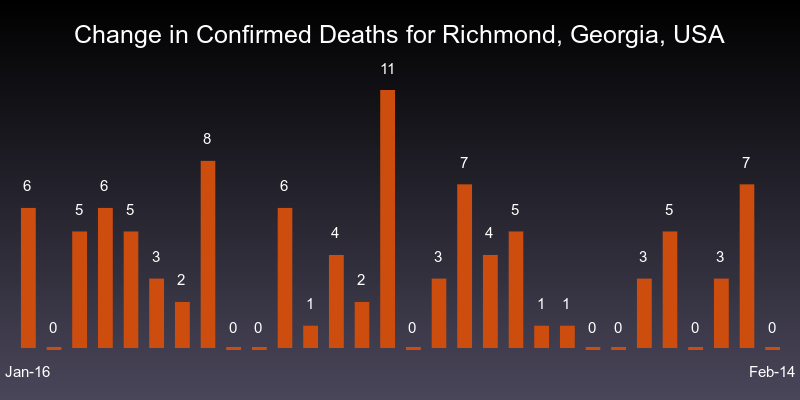 Change in Confirmed Deaths for Richmond, Georgia, USA
6 0 5 6 5 3 2 8 0 0 6 1 4 2 11 0 3 7 4 5 1 1 0 0 3 5 0 3 7 0
Jan-16 Feb-14